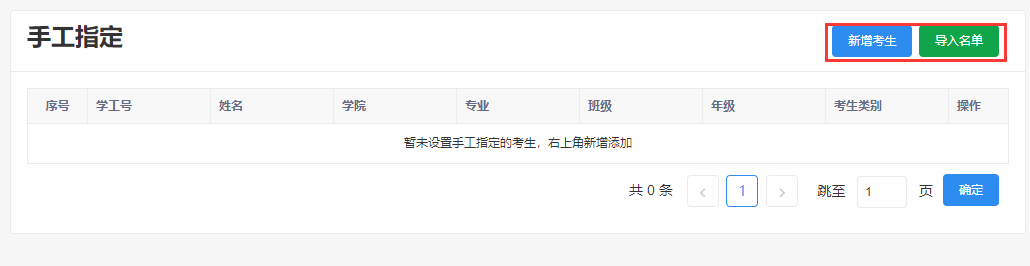 手工指定
新增考生 导入名单
序号 学工号 姓名 学院 专业 班级 年级 考生类别 操作
暂未设置手工指定的考生，右上角新增添加
共 0 条 < 1 > 跳至 1 页 确定